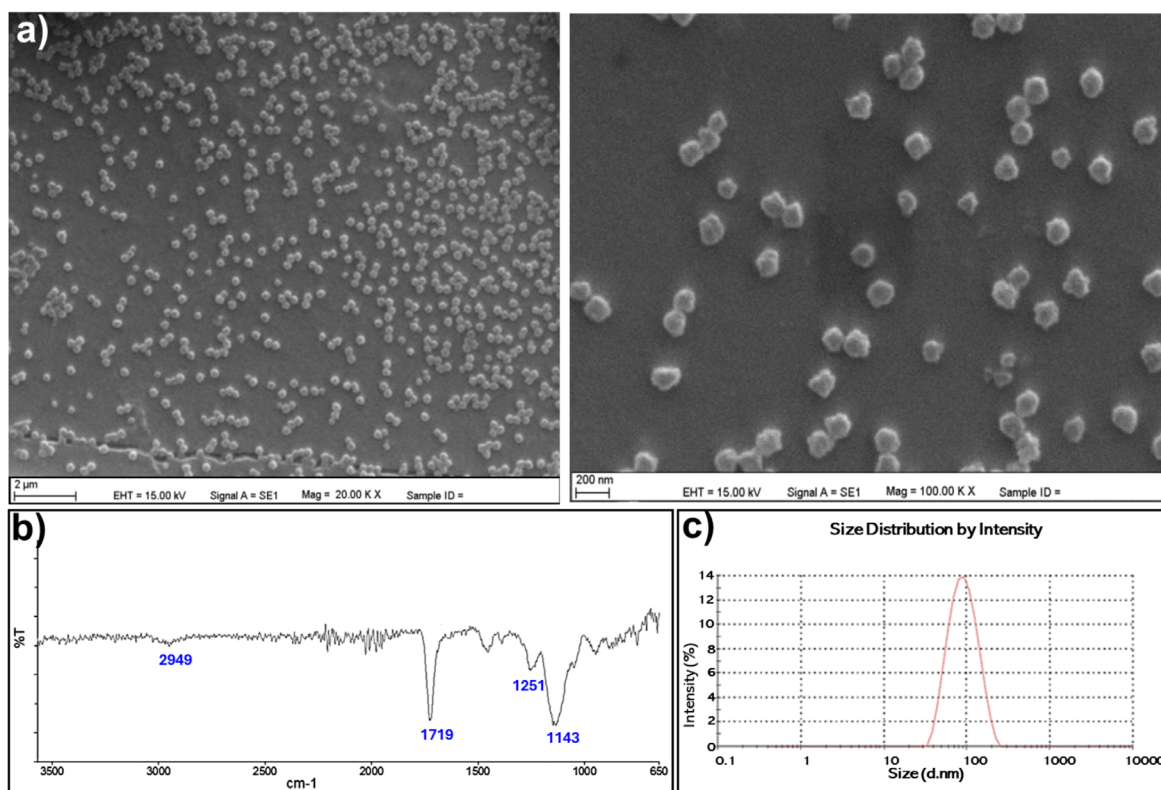 a)
2 µm
EHT = 15.00 kV Signal A = SE1 Mag = 20.00 K X Sample ID =
200 nm
EHT = 15.00 kV Signal A = SE1 Mag = 100.00 K X Sample ID =
b)
%T
2949
1719
1251
1143
3500 3000 2500 2000 1500 1000 650
cm-1
c)
Size Distribution by Intensity
Intensity (%)
14
12
10
8
6
4
2
0
0.1 1 10 100 1000 10000
Size (d.nm)